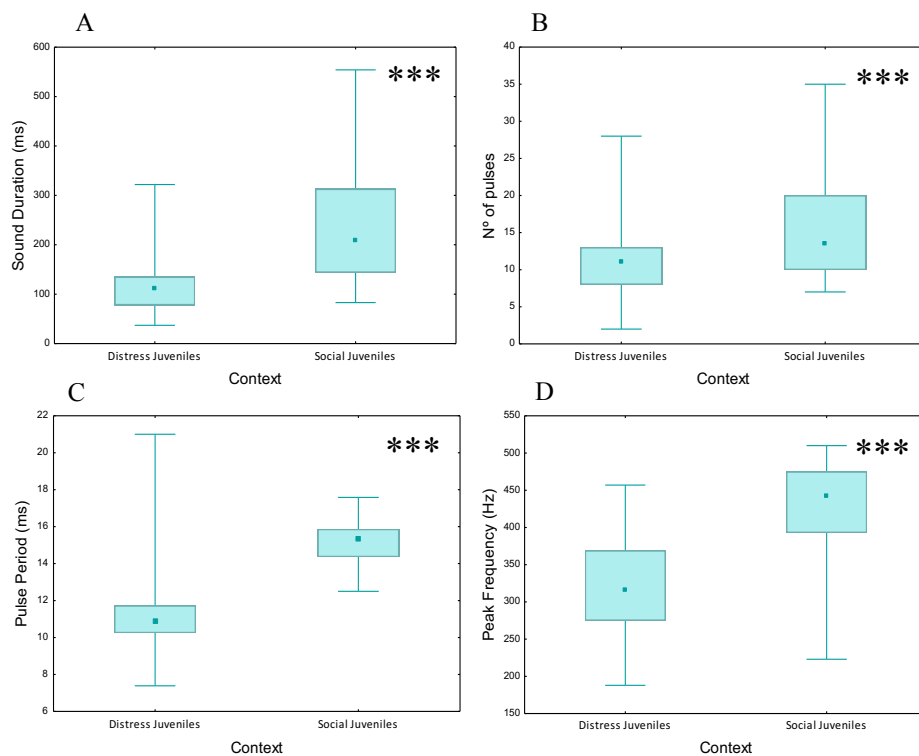 A
Sound Duration (ms)
600
500
400
300
200
100
0
***
Distress Juveniles
Social Juveniles
Context
B
Nº of pulses
40
35
30
25
20
15
10
5
0
***
Distress Juveniles
Social Juveniles
Context
C
Pulse Period (ms)
22
20
18
16
14
12
10
8
6
***
Distress Juveniles
Social Juveniles
Context
D
Peak Frequency (Hz)
550
500
450
400
350
300
250
200
150
***
Distress Juveniles
Social Juveniles
Context